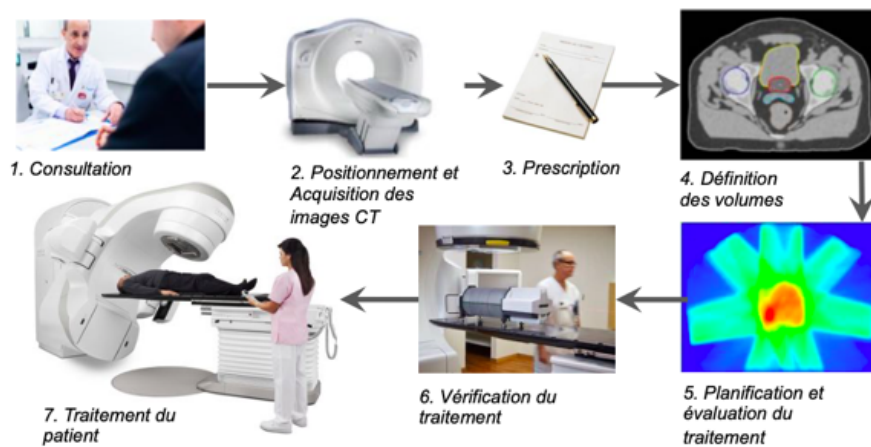 1. Consultation
2. Positionnement et
Acquisition des
images CT
3. Prescription
4. Définition
des volumes
5. Planification et
évaluation du
traitement
6. Vérification du
traitement
7. Traitement du
patient